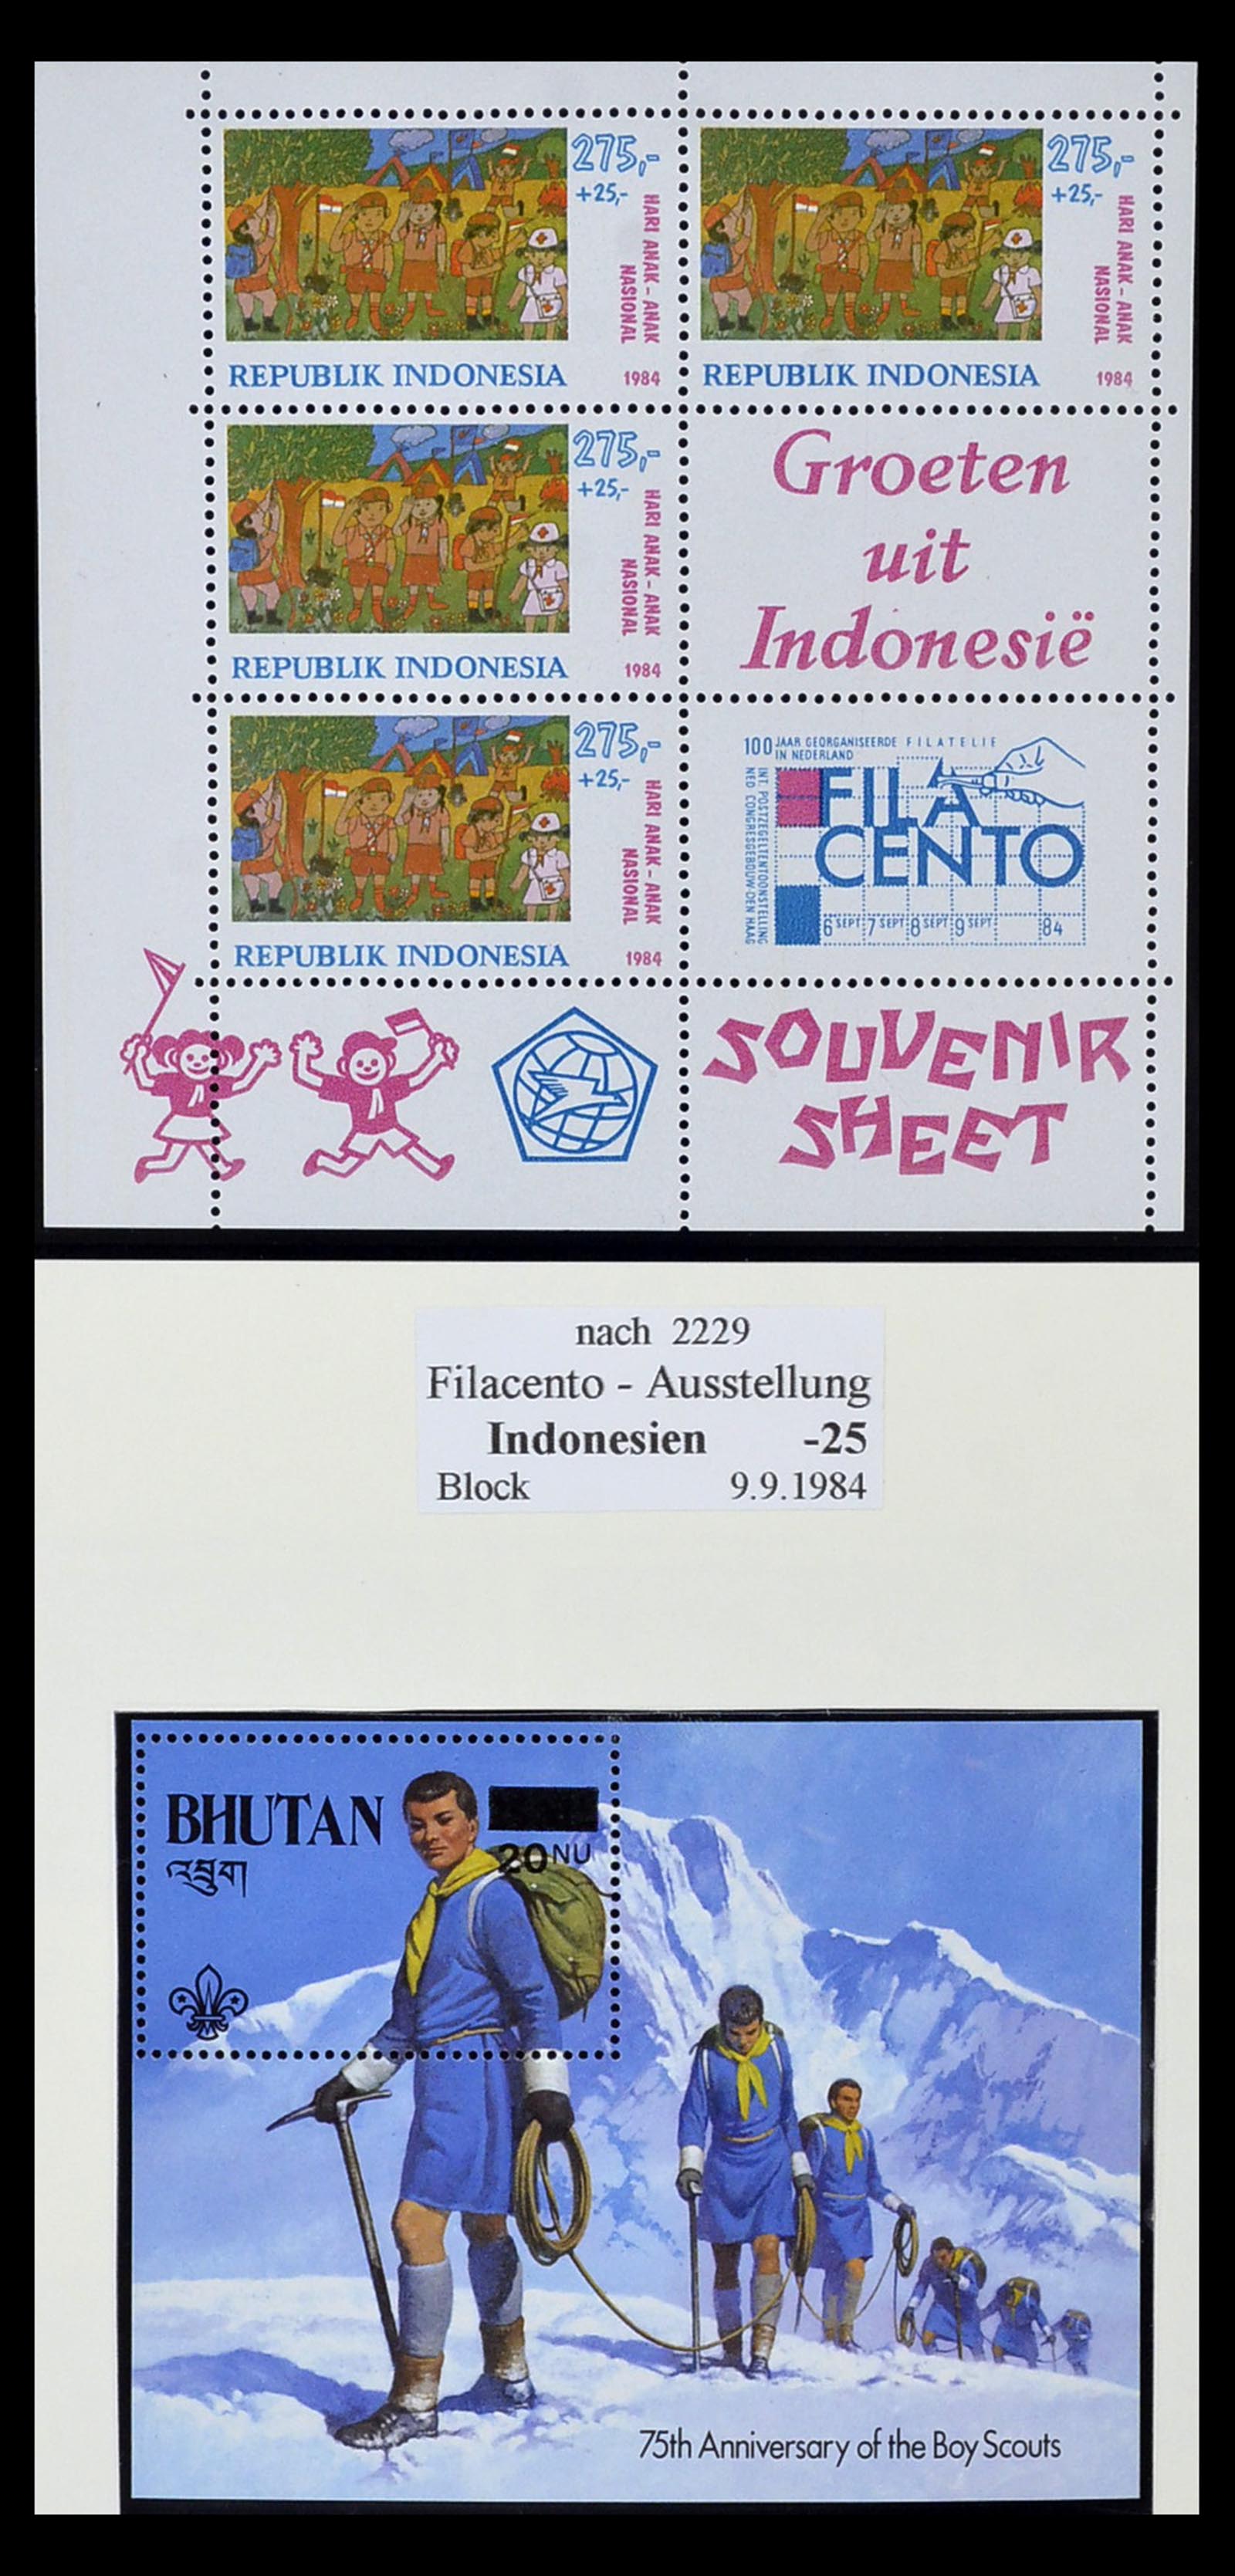 275,-
+25,-
HARI ANAK-ANAK
NASIONAL
REPUBLIK INDONESIA 1984
275,-
+25,-
HARI ANAK-ANAK
NASIONAL
REPUBLIK INDONESIA 1984
275,-
+25,-
HARI ANAK-ANAK
NASIONAL
REPUBLIK INDONESIA 1984
Groeten
uit
Indonesië
275,-
+25,-
HARI ANAK-ANAK
NASIONAL
REPUBLIK INDONESIA 1984
100 JAAR GEORGANISEERDE FILATELIE
IN NEDERLAND
INT. POSTZEGELTENTOONSTELLING
NED CONGRESGEBOUW-DEN HAAG
FILA
CENTO
6 SEPT 7 SEPT 8 SEPT 9 SEPT 84
SOUVENIR
SHEET
nach 2229
Filacento - Ausstellung
Indonesien -25
Block 9.9.1984
BHUTAN
འབྲུག
20 NU
75th Anniversary of the Boy Scouts